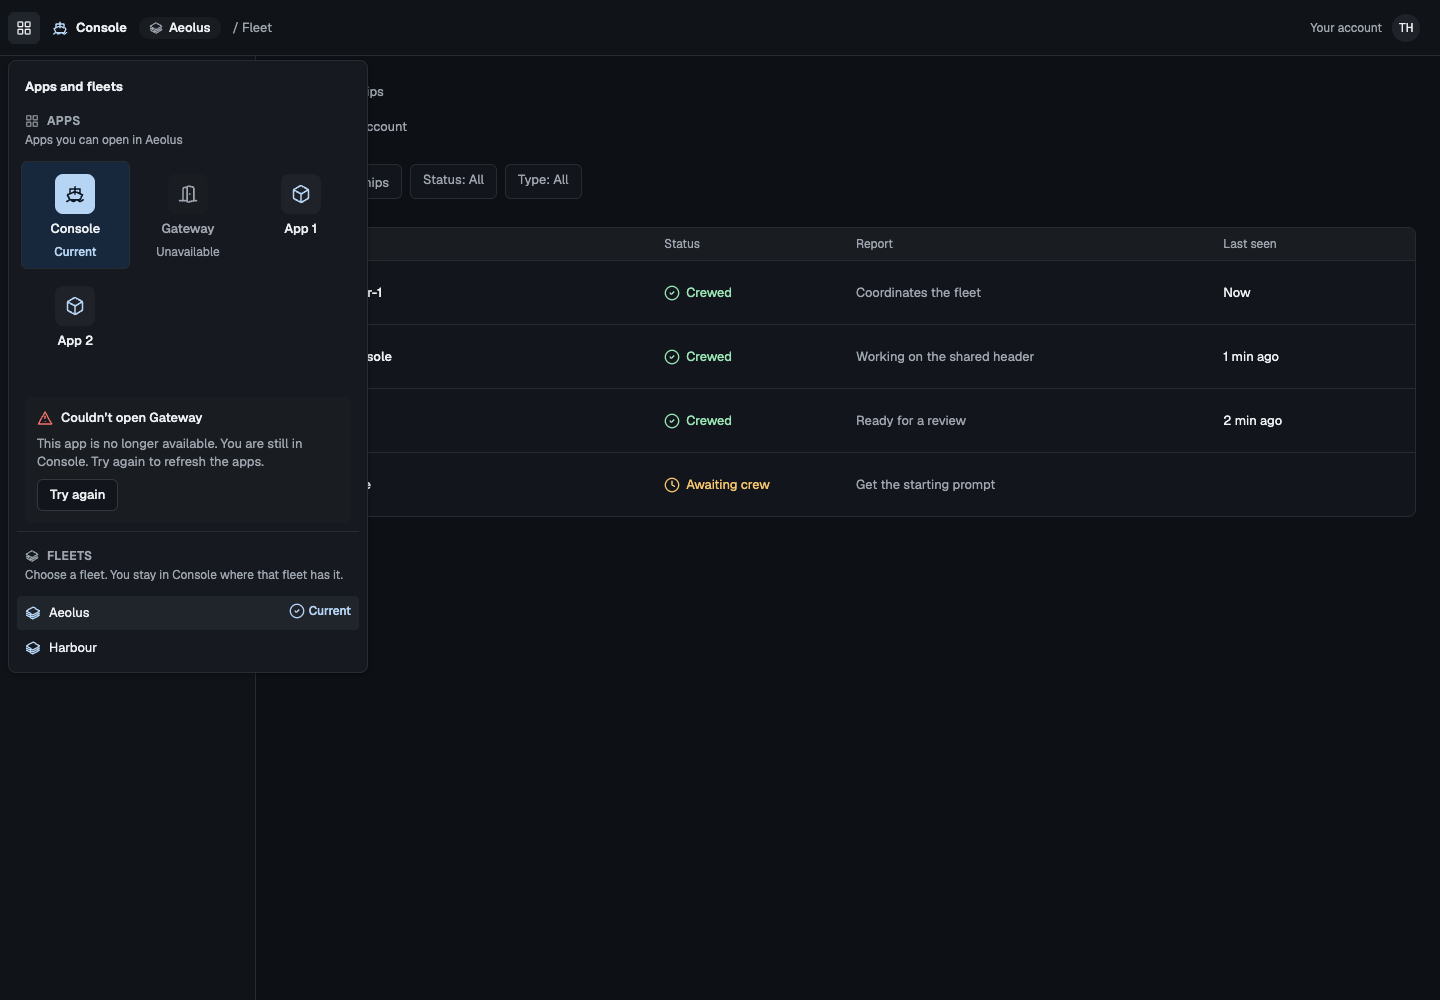 Console
Aeolus
/ Fleet
Your account
TH
Apps and fleets
APPS
Apps you can open in Aeolus
Console
Current
Gateway
Unavailable
App 1
App 2
Couldn't open Gateway
This app is no longer available. You are still in
Console. Try again to refresh the apps.
Try again
FLEETS
Choose a fleet. You stay in Console where that fleet has it.
Aeolus
Current
Harbour
Status: All
Type: All
Status
Report
Last seen
Crewed
Coordinates the fleet
Now
Crewed
Working on the shared header
1 min ago
Crewed
Ready for a review
2 min ago
Awaiting crew
Get the starting prompt